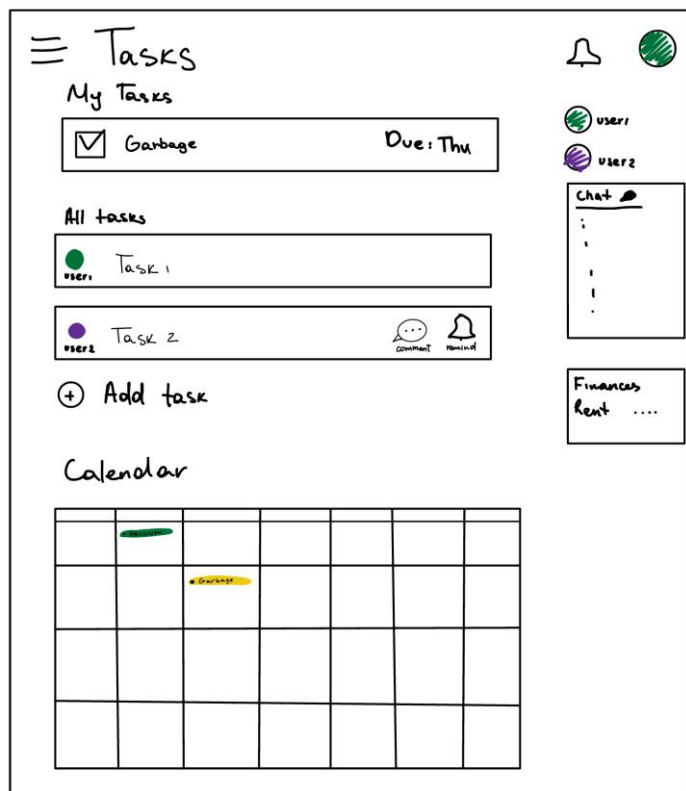 Tasks
My Tasks
Garbage Due: Thu
All tasks
user1 Task 1
user2 Task 2 comment remind
Add task
Calendar
Vacuum
Garbage
user1
user2
Chat
Finances
Rent ....